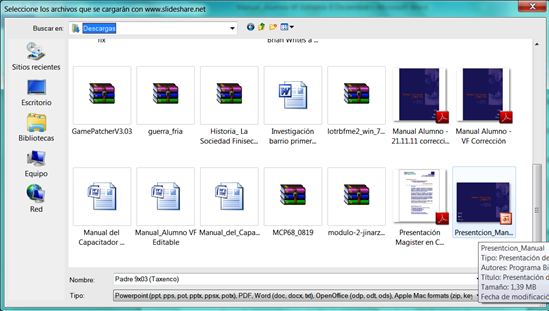 Seleccione los archivos que se cargarán con www.slideshare.net
Buscar en:
Descargas
fix
Brian Writes a ...
Sitios recientes
Escritorio
Bibliotecas
Equipo
Red
GamePatcherV3.03
guerra_fria
Historia_ La Sociedad Finisec...
Investigación barrio primer...
lotrbfme2_win_7...
Manual Alumno - 21.11.11 correcci...
Manual Alumno - VF Corrección
Manual del Capacitador ...
Manual_Alumno VF Editable
Manual_del_Capa...
MCP68_0819
modulo-2-jinarz...
Presentación Magister en C...
Presentcion_Man...
Presentcion_Manual
Tipo: Presentación de
Autores: Programa Bi
Título: Presentación d
Tamaño: 1,39 MB
Fecha de modificació
Nombre:
Padre 9x03 (Taxenco)
Tipo:
Powerpoint (ppt, pps, pot, pptx, ppsx, potx), PDF, Word (doc, docx, txt), OpenOffice (odp, odt, ods), Apple Mac formats (zip, key